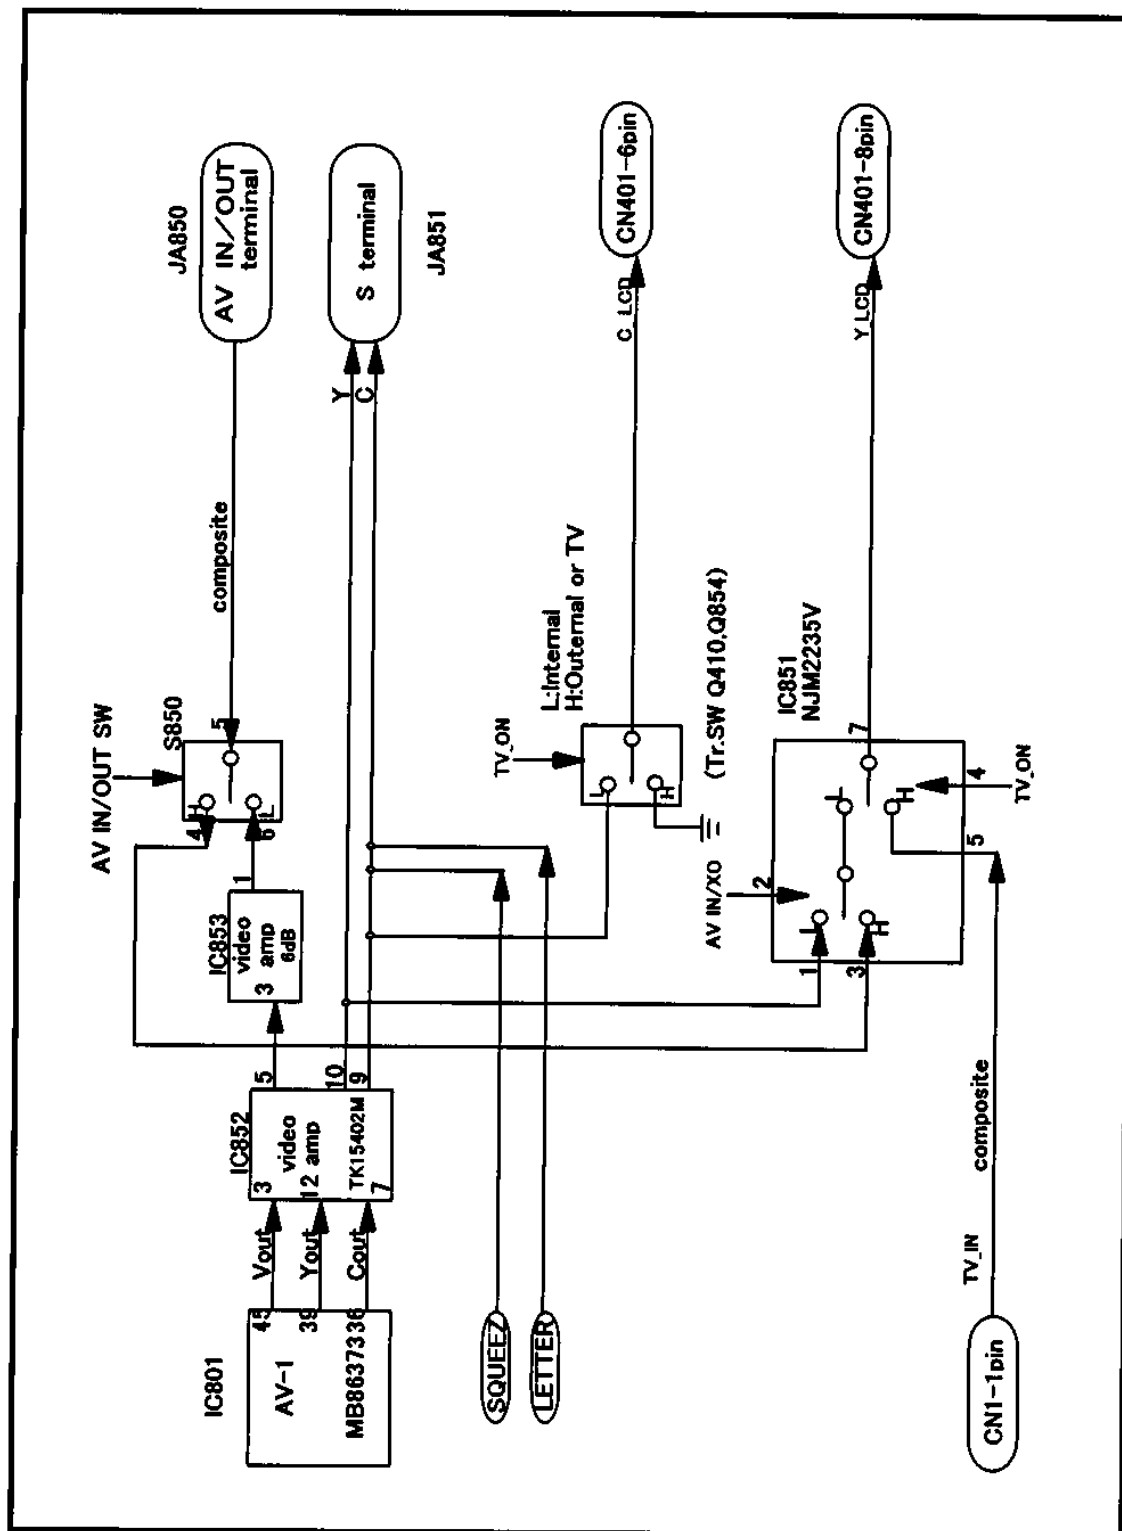 IC801
AV-1
MB86373
45
39
36
Vout
Yout
Cout
IC852
3
video
12 amp
TK15402M
7
5
10
9
IC853
video
amp
6dB
3
1
AV IN/OUT SW
S850
H
L
4
6
5
composite
JA850
AV IN/OUT
terminal
Y
C
S terminal
JA851
SQUEEZ
LETTER
TV_ON
L:Internal
H:Outernal or TV
L
H
(Tr.SW Q410,Q854)
C LCD
CN401-6pin
AV IN/XO
2
IC851
NJM2235V
1
3
L
H
L
H
7
4
5
TV_ON
Y LCD
CN401-8pin
TV_IN
composite
CN1-1pin